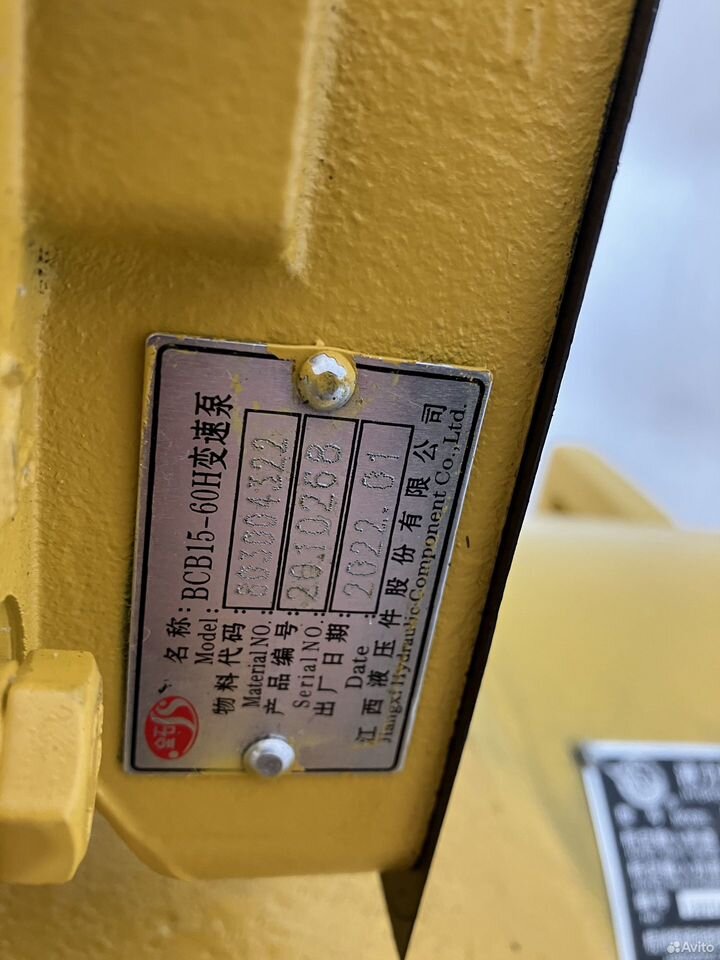 名称: BCB15-60H变速泵
Model:
物料代码: 803004322
Material NO.
产品编号: 2010268
Serial NO.
出厂日期: 2022.01
Date
江西液压件股份有限公司
Jiangxi Hydraulic Component Co.,Ltd.
Avito